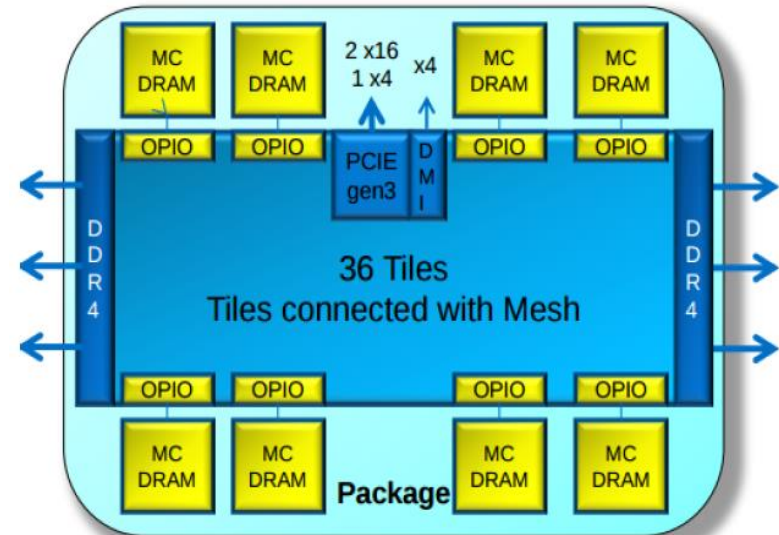 MC
DRAM
MC
DRAM
2 x16
1 x4
x4
MC
DRAM
MC
DRAM
OPIO
OPIO
PCIE
gen3
D
M
I
OPIO
OPIO
D
D
R
4
36 Tiles
Tiles connected with Mesh
D
D
R
4
OPIO
OPIO
OPIO
OPIO
MC
DRAM
MC
DRAM
Package
MC
DRAM
MC
DRAM